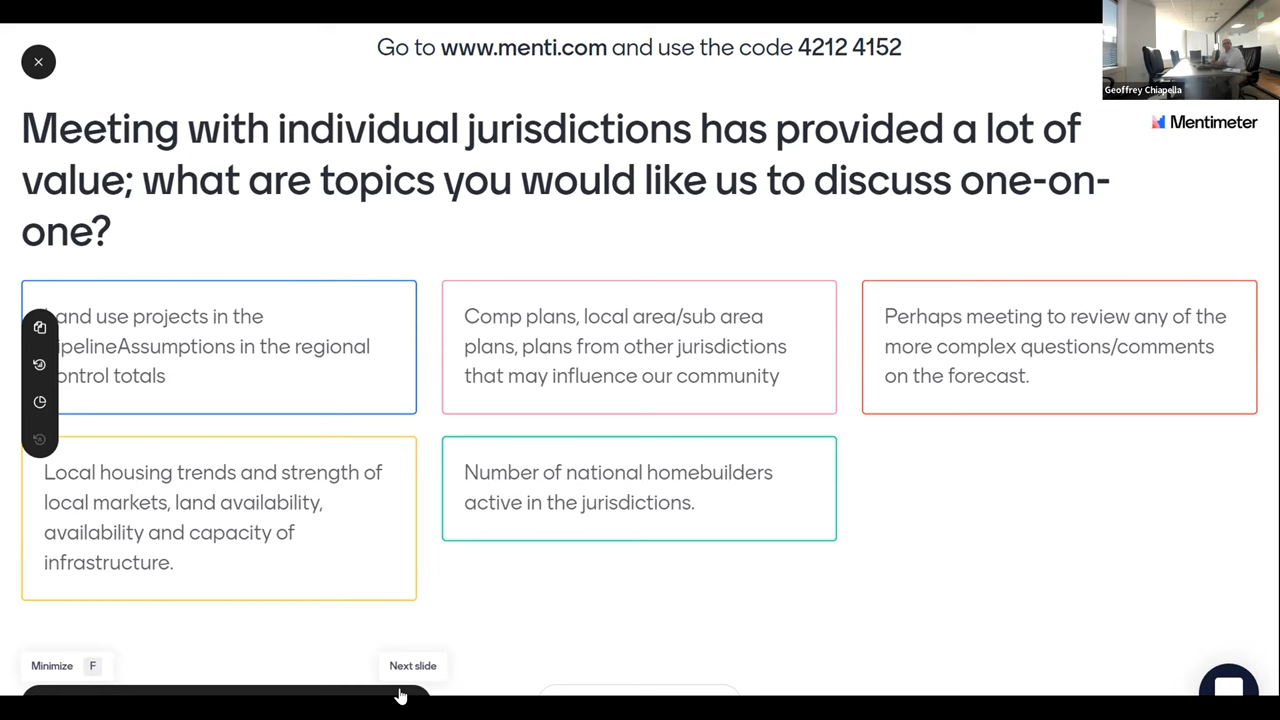 Go to www.menti.com and use the code 4212 4152
Geoffrey Chiapella
Mentimeter
Meeting with individual jurisdictions has provided a lot of
value; what are topics you would like us to discuss one-on-
one?
and use projects in the
ipelineAssumptions in the regional
ontrol totals
Comp plans, local area/sub area
plans, plans from other jurisdictions
that may influence our community
Perhaps meeting to review any of the
more complex questions/comments
on the forecast.
Local housing trends and strength of
local markets, land availability,
availability and capacity of
infrastructure.
Number of national homebuilders
active in the jurisdictions.
Minimize F
Next slide